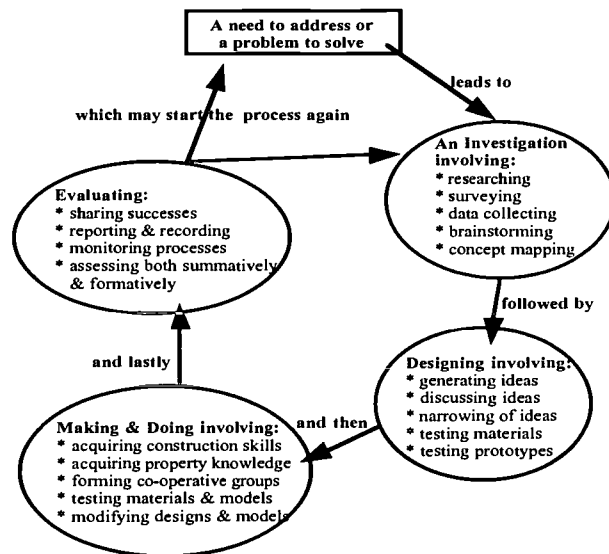 A need to address or
a problem to solve
leads to
which may start the process again
An Investigation
involving:
* researching
* surveying
* data collecting
* brainstorming
* concept mapping
followed by
Designing involving:
* generating ideas
* discussing ideas
* narrowing of ideas
* testing materials
* testing prototypes
and then
Making & Doing involving:
* acquiring construction skills
* acquiring property knowledge
* forming co-operative groups
* testing materials & models
* modifying designs & models
and lastly
Evaluating:
* sharing successes
* reporting & recording
* monitoring processes
* assessing both summatively
& formatively